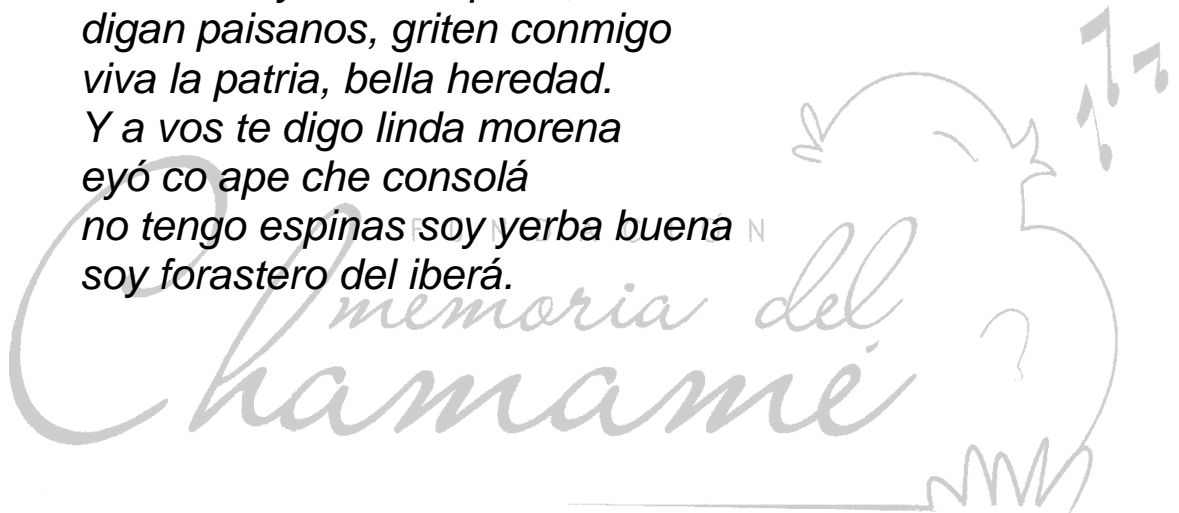 digan paisanos, griten conmigo
viva la patria, bella heredad.
Y a vos te digo linda morena
eyó co ape che consolá
no tengo espinas soy yerba buena
soy forastero del iberá.
FUNDACIÓN
memoria del
Chamamé